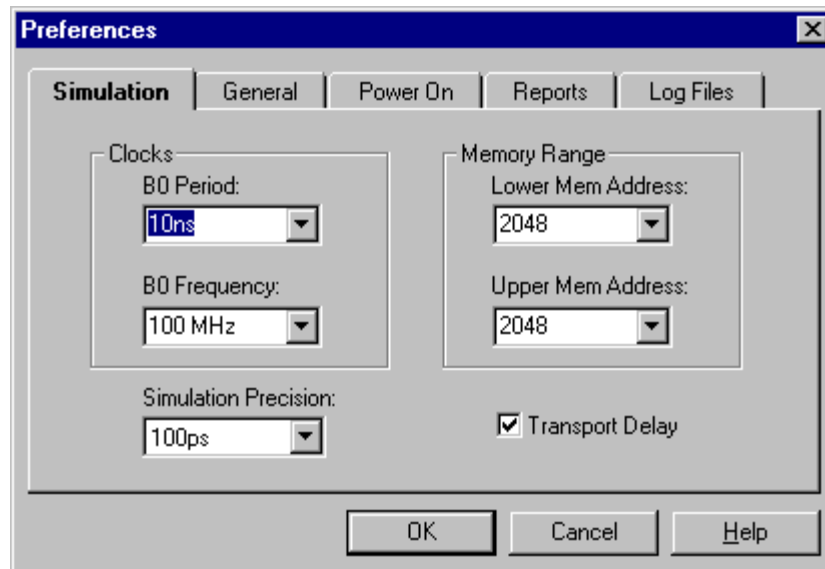 Preferences
Simulation
General
Power On
Reports
Log Files
Clocks
B0 Period:
10ns
B0 Frequency:
100 MHz
Simulation Precision:
100ps
Memory Range
Lower Mem Address:
2048
Upper Mem Address:
2048
Transport Delay
OK
Cancel
Help